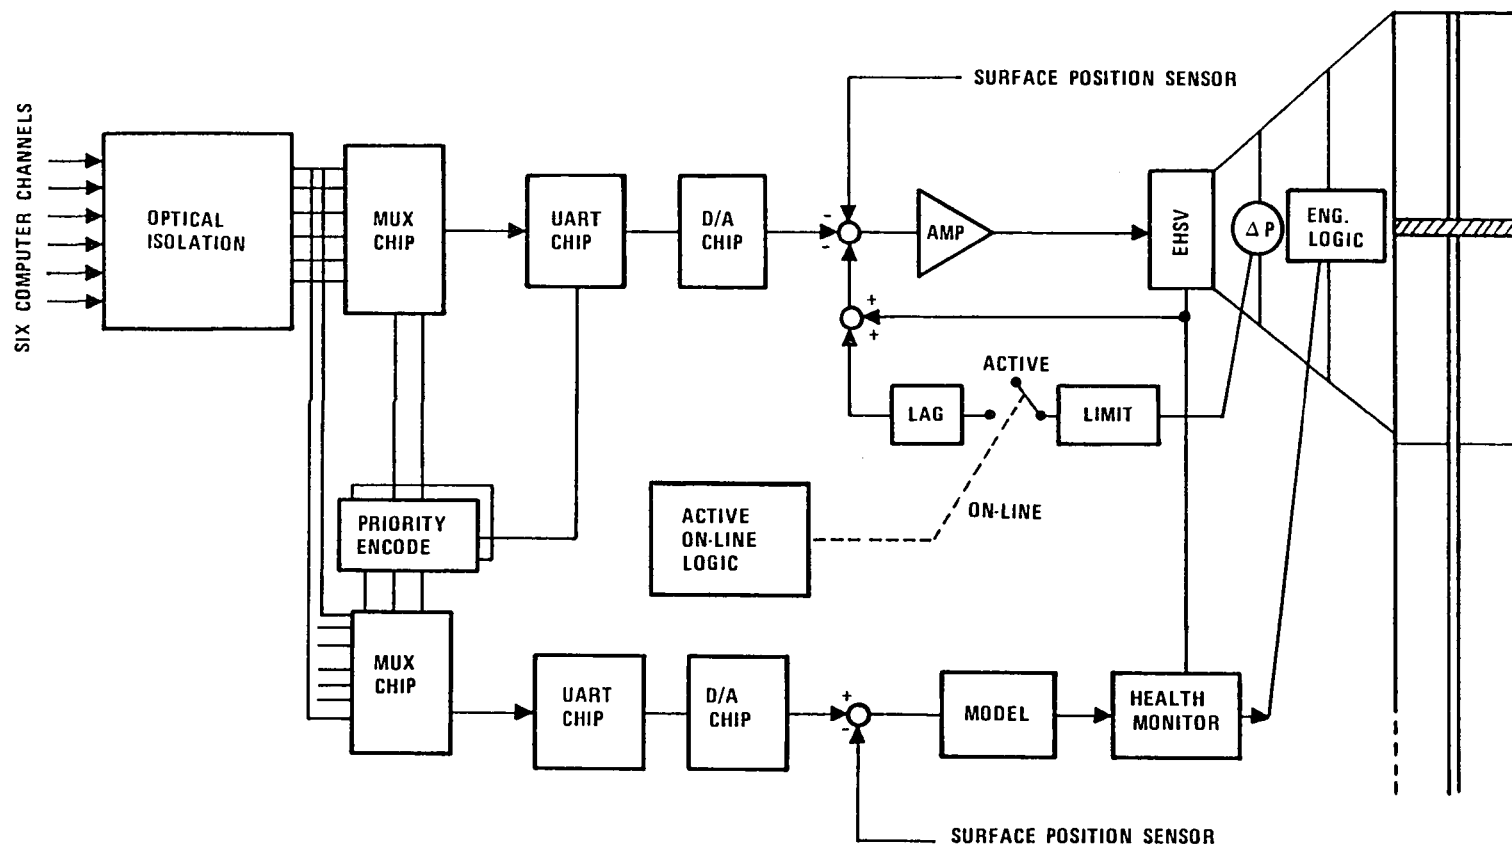 SURFACE POSITION SENSOR
SIX COMPUTER CHANNELS
OPTICAL
ISOLATION
MUX
CHIP
UART
CHIP
D/A
CHIP
-
-
AMP
EHSV
Δ P
ENG.
LOGIC
+
+
ACTIVE
LAG
LIMIT
PRIORITY
ENCODE
ACTIVE
ON-LINE
LOGIC
ON-LINE
MUX
CHIP
UART
CHIP
D/A
CHIP
+
-
MODEL
HEALTH
MONITOR
SURFACE POSITION SENSOR